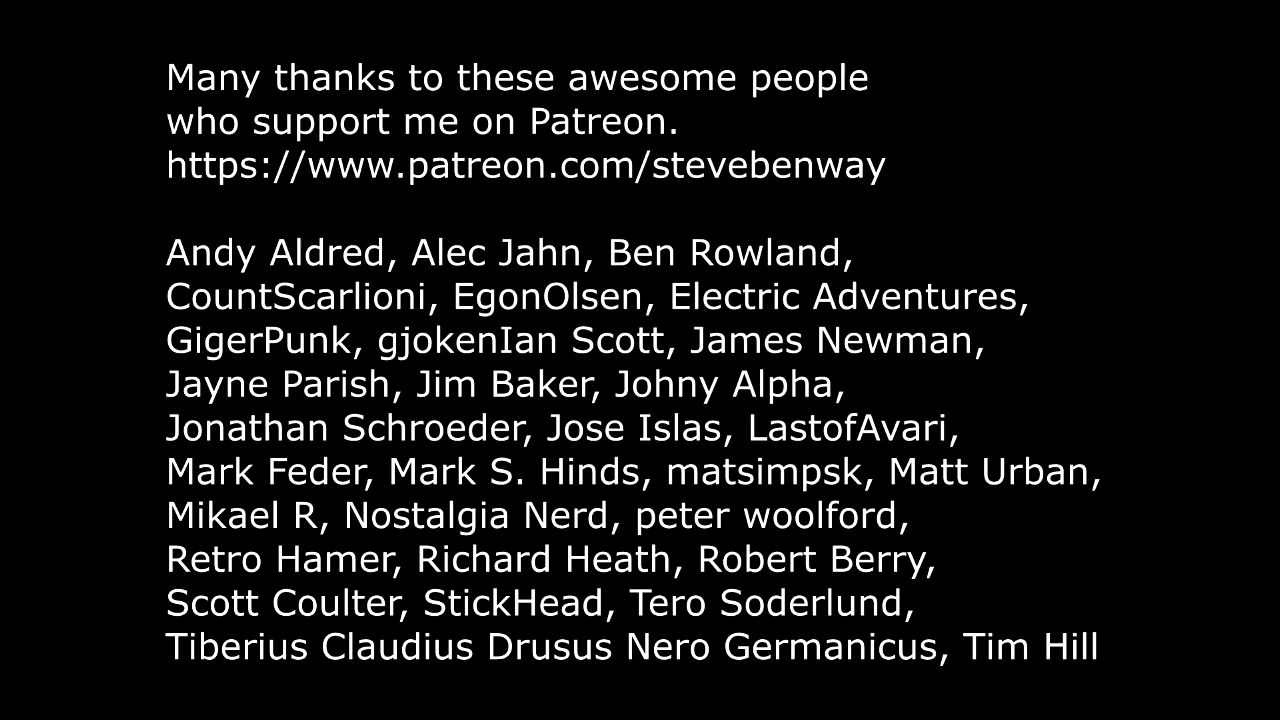 Many thanks to these awesome people
who support me on Patreon.
https://www.patreon.com/stevebenway
Andy Aldred, Alec Jahn, Ben Rowland,
CountScarlioni, EgonOlsen, Electric Adventures,
GigerPunk, gjokenIan Scott, James Newman,
Jayne Parish, Jim Baker, Johny Alpha,
Jonathan Schroeder, Jose Islas, LastofAvari,
Mark Feder, Mark S. Hinds, matsimpsk, Matt Urban,
Mikael R, Nostalgia Nerd, peter woolford,
Retro Hamer, Richard Heath, Robert Berry,
Scott Coulter, StickHead, Tero Soderlund,
Tiberius Claudius Drusus Nero Germanicus, Tim Hill